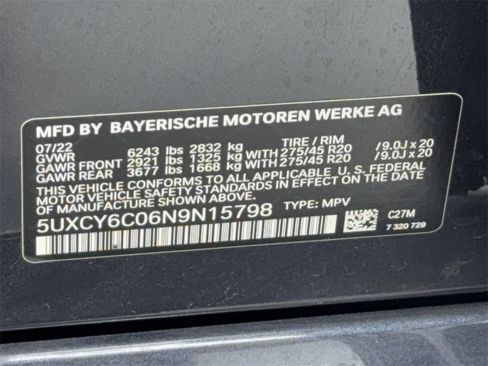 MFD BY BAYERISCHE MOTOREN WERKE AG
07/22 TIRE / RIM
GVWR 6243 lbs 2832 kg
GAWR FRONT 2921 lbs 1325 kg WITH 275/45 R20 /9.0J x 20
GAWR REAR 3677 lbs 1668 kg WITH 275/45 R20 /9.0J x 20
THIS VEHICLE CONFORMS TO ALL APPLICABLE U. S. FEDERAL
MOTOR VEHICLE SAFETY STANDARDS IN EFFECT ON THE DATE
OF MANUFACTURE SHOWN ABOVE.
5UXCY6C06N9N15798 TYPE: MPV
C27M
7 320 729